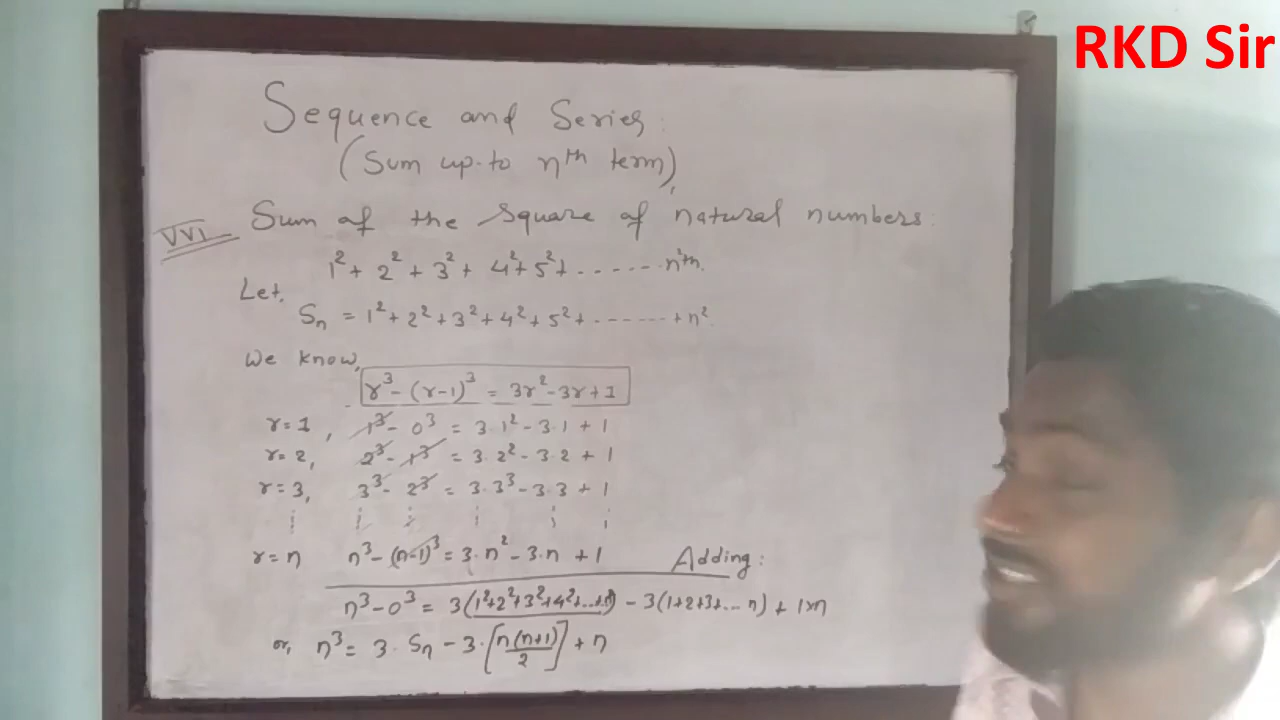 RKD Sir
Sequence and Series:
(Sum up-to nᵗʰ term)
VVI
Sum of the square of natural numbers:
1² + 2² + 3² + 4² + 5² + ...... n²th.
Let,
Sₙ = 1² + 2² + 3² + 4² + 5² + ....... + n².
We know,
r³ - (r-1)³ = 3r² - 3r + 1
r=1, 1³ - 0³ = 3·1² - 3·1 + 1
r=2, 2³ - 1³ = 3·2² - 3·2 + 1
r=3, 3³ - 2³ = 3·3³ - 3·3 + 1
⋮ ⋮ ⋮ ⋮ ⋮ ⋮
r=n n³ - (n-1)³ = 3·n² - 3·n + 1 Adding:
n³ - 0³ = 3(1²+2²+3²+4²+...+n²) - 3(1+2+3+... n) + 1×n
or, n³ = 3·Sₙ - 3·[n(n+1)/2] + n